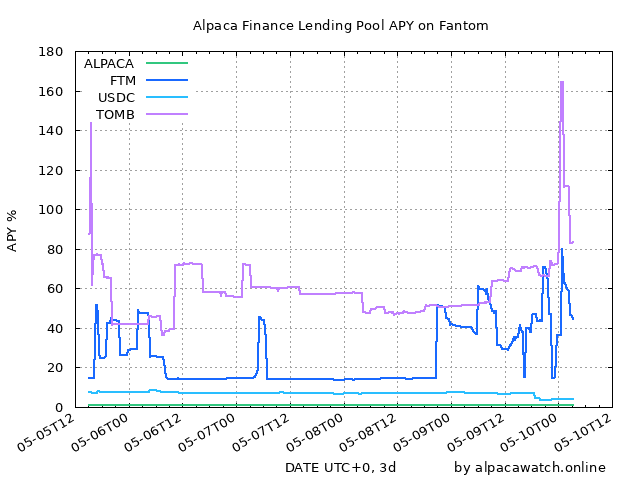 Alpaca Finance Lending Pool APY on Fantom
APY %
180
160
140
120
100
80
60
40
20
0
ALPACA
FTM
USDC
TOMB
05-05T12
05-06T00
05-06T12
05-07T00
05-07T12
05-08T00
05-08T12
05-09T00
05-09T12
05-10T00
05-10T12
DATE UTC+0, 3d
by alpacawatch.online